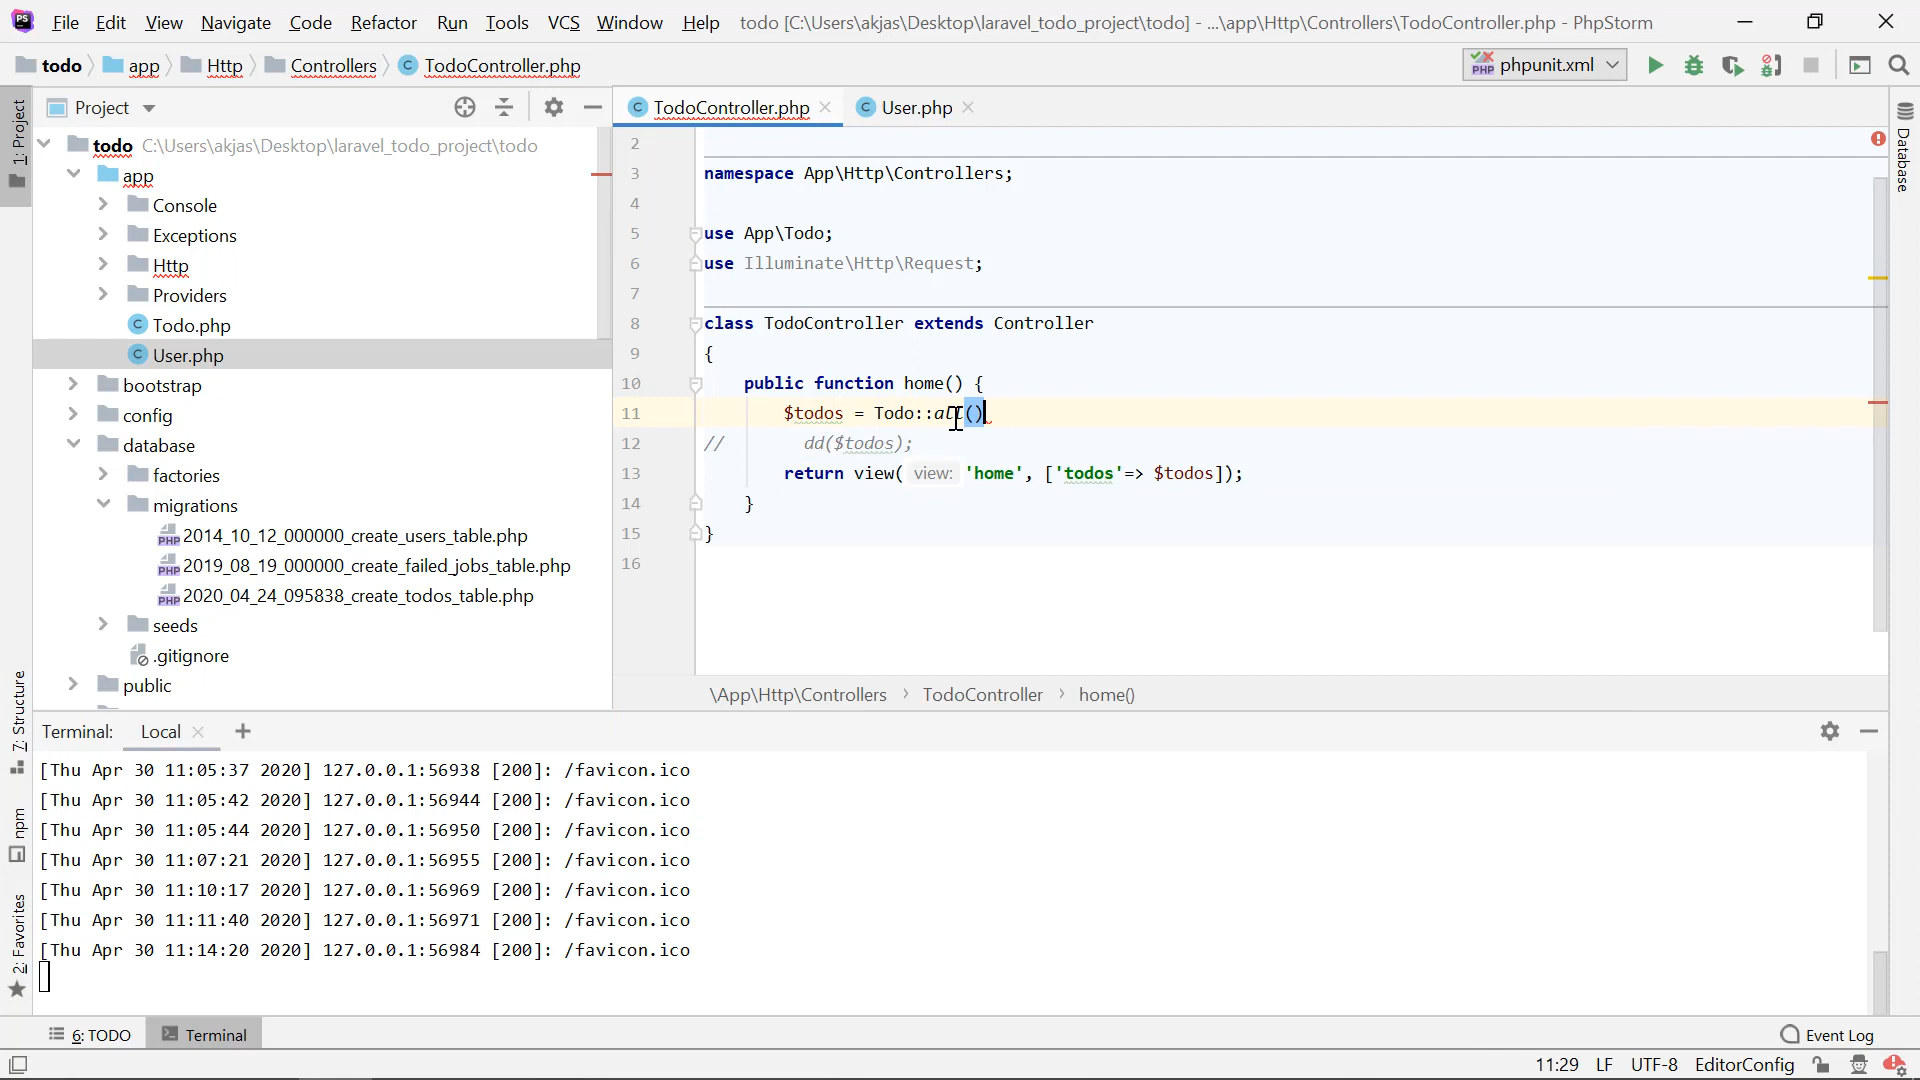 File Edit View Navigate Code Refactor Run Tools VCS Window Help todo [C:\Users\akjas\Desktop\laravel_todo_project\todo] - ...\app\Http\Controllers\TodoController.php - PhpStorm
todo app Http Controllers TodoController.php phpunit.xml
1: Project
Project
todo C:\Users\akjas\Desktop\laravel_todo_project\todo
app
Console
Exceptions
Http
Providers
Todo.php
User.php
bootstrap
config
database
factories
migrations
2014_10_12_000000_create_users_table.php
2019_08_19_000000_create_failed_jobs_table.php
2020_04_24_095838_create_todos_table.php
seeds
.gitignore
public
TodoController.php User.php
2
3 namespace App\Http\Controllers;
4
5 use App\Todo;
6 use Illuminate\Http\Request;
7
8 class TodoController extends Controller
9 {
10 public function home() {
11 $todos = Todo::all()
12 // dd($todos);
13 return view( view: 'home', ['todos'=> $todos]);
14 }
15 }
16
\App\Http\Controllers › TodoController › home()
Database
7: Structure
npm
2: Favorites
Terminal: Local
[Thu Apr 30 11:05:37 2020] 127.0.0.1:56938 [200]: /favicon.ico
[Thu Apr 30 11:05:42 2020] 127.0.0.1:56944 [200]: /favicon.ico
[Thu Apr 30 11:05:44 2020] 127.0.0.1:56950 [200]: /favicon.ico
[Thu Apr 30 11:07:21 2020] 127.0.0.1:56955 [200]: /favicon.ico
[Thu Apr 30 11:10:17 2020] 127.0.0.1:56969 [200]: /favicon.ico
[Thu Apr 30 11:11:40 2020] 127.0.0.1:56971 [200]: /favicon.ico
[Thu Apr 30 11:14:20 2020] 127.0.0.1:56984 [200]: /favicon.ico
6: TODO Terminal Event Log
11:29 LF UTF-8 EditorConfig